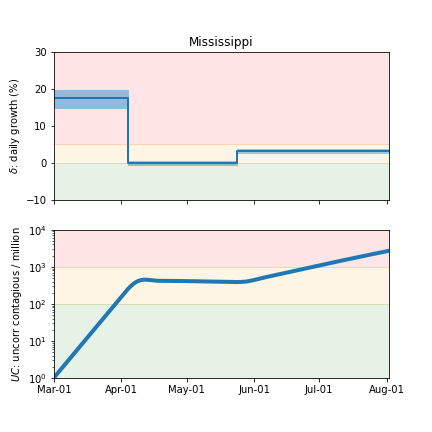 Mississippi
δ: daily growth (%)
30
20
10
0
−10
UC: uncorr contagious / million
10⁴
10³
10²
10¹
10⁰
Mar-01 Apr-01 May-01 Jun-01 Jul-01 Aug-01